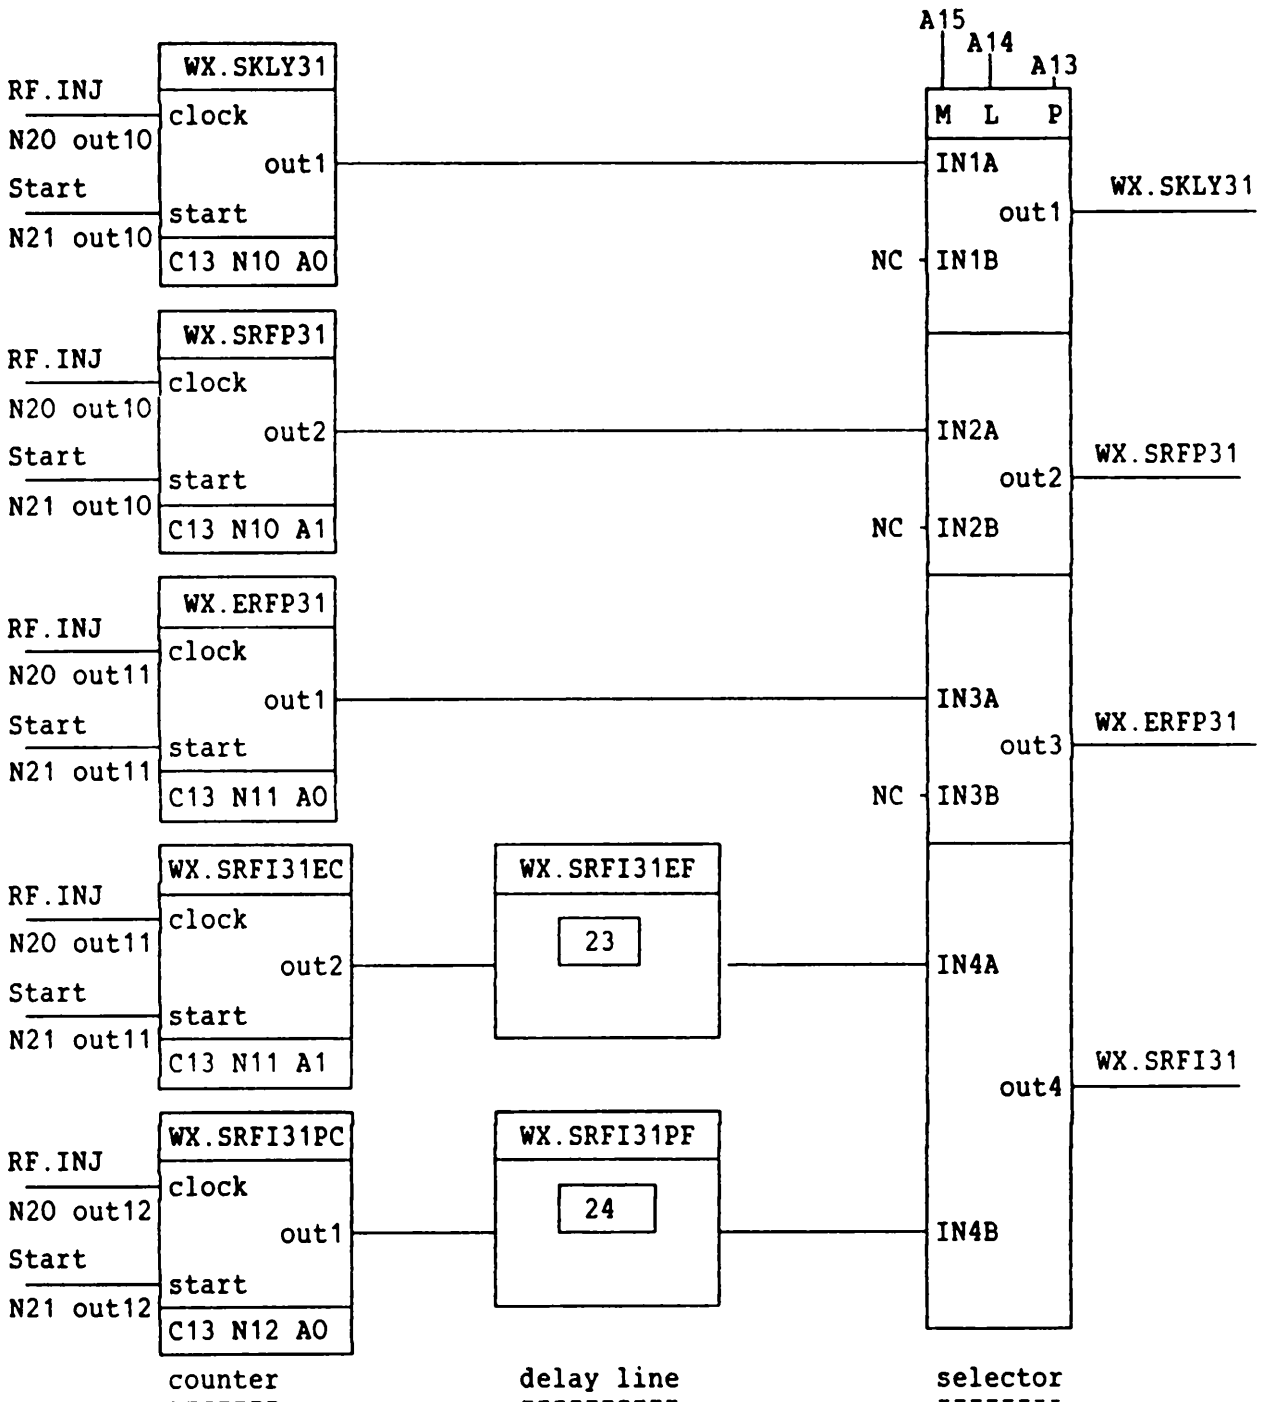 A15
A14
A13
M L P
WX.SKLY31
RF.INJ
clock
N20 out10
out1
Start
start
N21 out10
C13 N10 A0
IN1A
out1
WX.SKLY31
NC IN1B
WX.SRFP31
RF.INJ
clock
N20 out10
out2
Start
start
N21 out10
C13 N10 A1
IN2A
out2
WX.SRFP31
NC IN2B
WX.ERFP31
RF.INJ
clock
N20 out11
out1
Start
start
N21 out11
C13 N11 A0
IN3A
out3
WX.ERFP31
NC IN3B
WX.SRFI31EC
RF.INJ
clock
N20 out11
out2
Start
start
N21 out11
C13 N11 A1
WX.SRFI31EF
23
IN4A
out4
WX.SRFI31
WX.SRFI31PC
RF.INJ
clock
N20 out12
out1
Start
start
N21 out12
C13 N12 A0
WX.SRFI31PF
24
IN4B
counter
delay line
selector